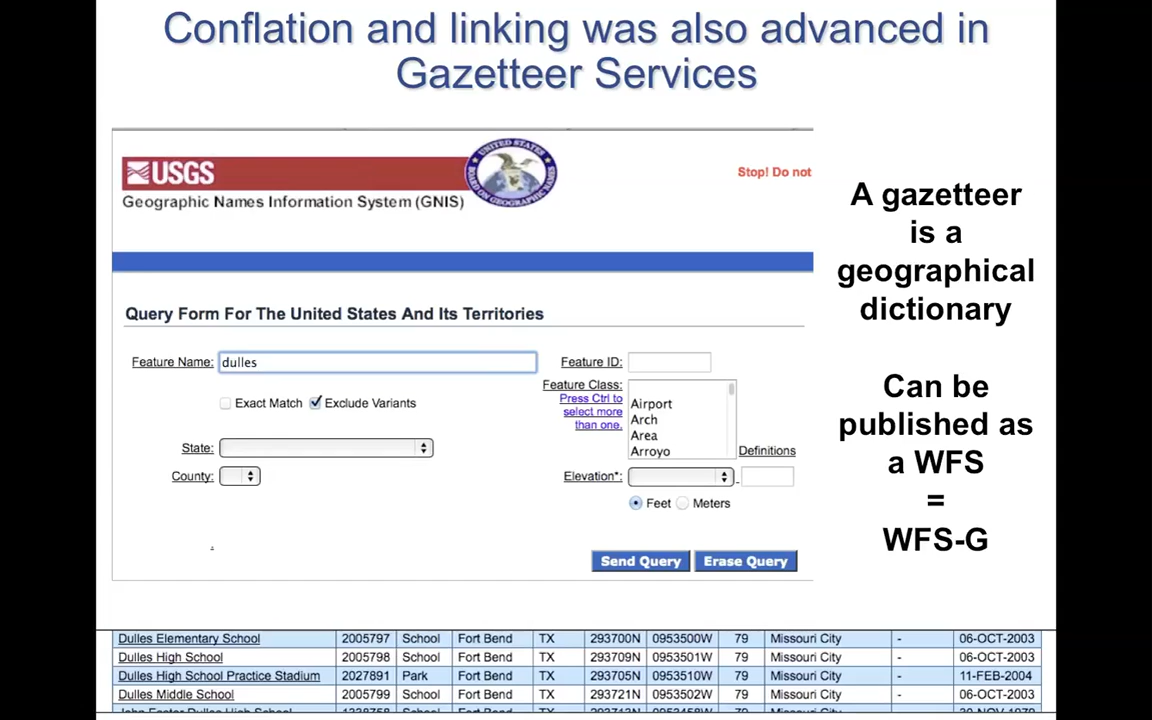 Conflation and linking was also advanced in
Gazetteer Services
USGS
Geographic Names Information System (GNIS)
Stop! Do not
Query Form For The United States And Its Territories
Feature Name: dulles
Exact Match Exclude Variants
State:
County:
Feature ID:
Feature Class:
Press Ctrl to
select more
than one.
Airport
Arch
Area
Arroyo
Definitions
Elevation*: -
Feet Meters
Send Query Erase Query
A gazetteer
is a
geographical
dictionary
Can be
published as
a WFS
=
WFS-G
Dulles Elementary School 2005797 School Fort Bend TX 293700N 0953500W 79 Missouri City - 06-OCT-2003
Dulles High School 2005798 School Fort Bend TX 293709N 0953501W 79 Missouri City - 06-OCT-2003
Dulles High School Practice Stadium 2027891 Park Fort Bend TX 293705N 0953510W 79 Missouri City - 11-FEB-2004
Dulles Middle School 2005799 School Fort Bend TX 293721N 0953502W 79 Missouri City - 06-OCT-2003
John Foster Dulles High School